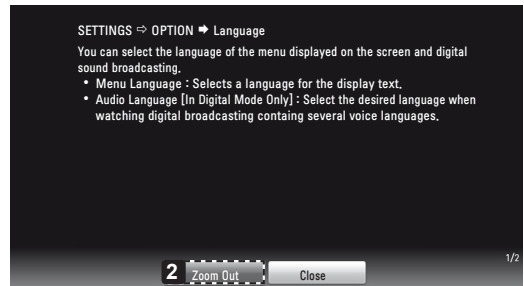 SETTINGS ⇨ OPTION ➡ Language
You can select the language of the menu displayed on the screen and digital
sound broadcasting.
• Menu Language : Selects a language for the display text.
• Audio Language [In Digital Mode Only] : Select the desired language when
watching digital broadcasting containg several voice languages.
1/2
2 Zoom Out Close